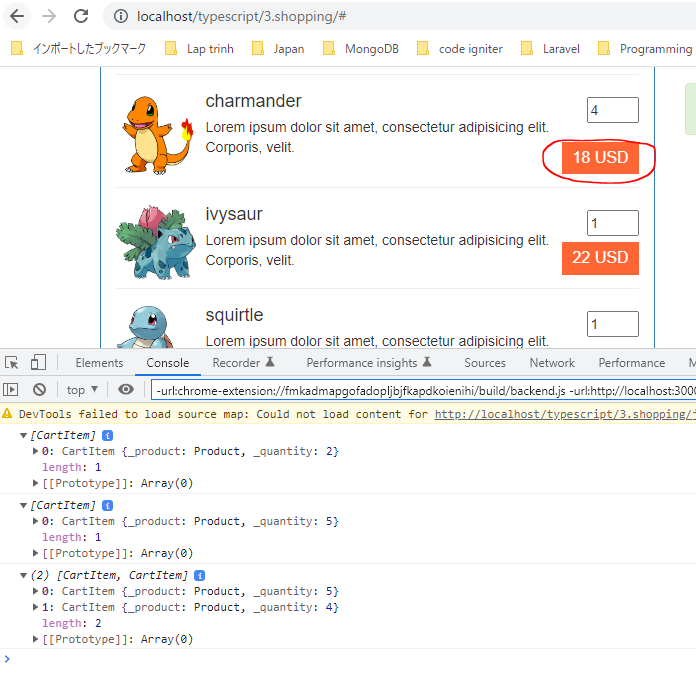 localhost/typescript/3.shopping/#
インポートしたブックマーク Lap trinh Japan MongoDB code igniter Laravel Programming
charmander
4
Lorem ipsum dolor sit amet, consectetur adipisicing elit.
Corporis, velit.
18 USD
ivysaur
1
Lorem ipsum dolor sit amet, consectetur adipisicing elit.
Corporis, velit.
22 USD
squirtle
1
Lorem ipsum dolor sit amet, consectetur adipisicing elit.
Elements Console Recorder Performance insights Sources Network Performance M
top -url:chrome-extension://fmkadmapgofadopljbjfkapdkoienihi/build/backend.js -url:http://localhost:3000
DevTools failed to load source map: Could not load content for http://localhost/typescript/3.shopping/j
[CartItem]
0: CartItem {_product: Product, _quantity: 2}
length: 1
[[Prototype]]: Array(0)
[CartItem]
0: CartItem {_product: Product, _quantity: 5}
length: 1
[[Prototype]]: Array(0)
(2) [CartItem, CartItem]
0: CartItem {_product: Product, _quantity: 5}
1: CartItem {_product: Product, _quantity: 4}
length: 2
[[Prototype]]: Array(0)